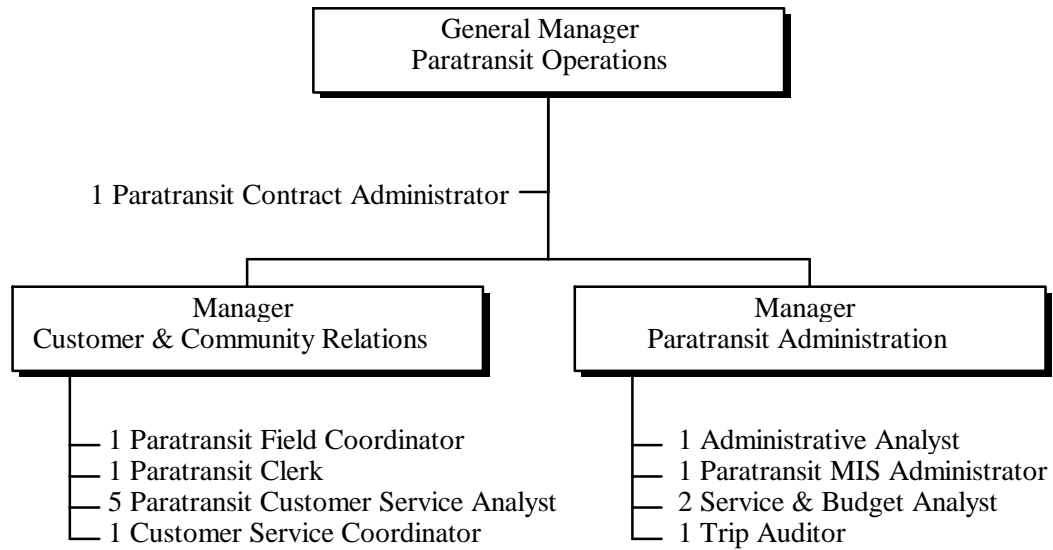 General Manager
Paratransit Operations
1 Paratransit Contract Administrator
Manager
Customer & Community Relations
Manager
Paratransit Administration
1 Paratransit Field Coordinator
1 Paratransit Clerk
5 Paratransit Customer Service Analyst
1 Customer Service Coordinator
1 Administrative Analyst
1 Paratransit MIS Administrator
2 Service & Budget Analyst
1 Trip Auditor